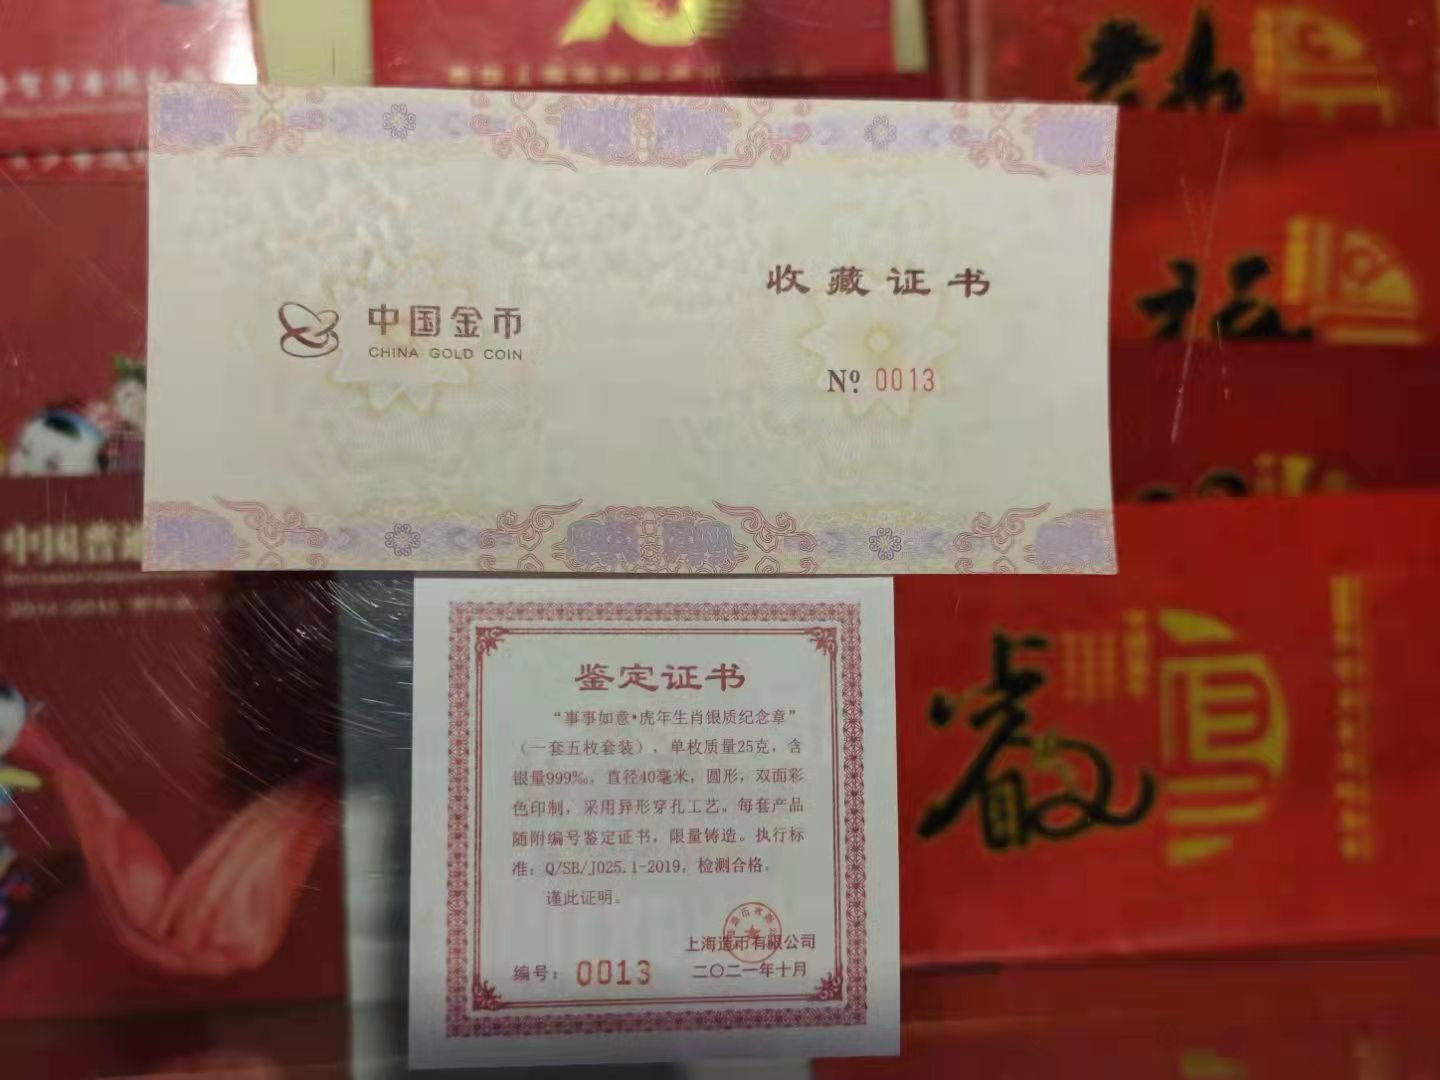 中国金币
CHINA GOLD COIN
收藏证书
Nº 0013
鉴定证书
“事事如意•虎年生肖银质纪念章”
（一套五枚套装），单枚质量25克，含
银量999‰，直径40毫米，圆形，双面彩
色印制，采用异形穿孔工艺。每套产品
随附编号鉴定证书，限量铸造。执行标
准：Q/SB/J025.1-2019，检测合格。
谨此证明。
上海造币有限公司
编号：0013
二〇二一年十月
中国普通